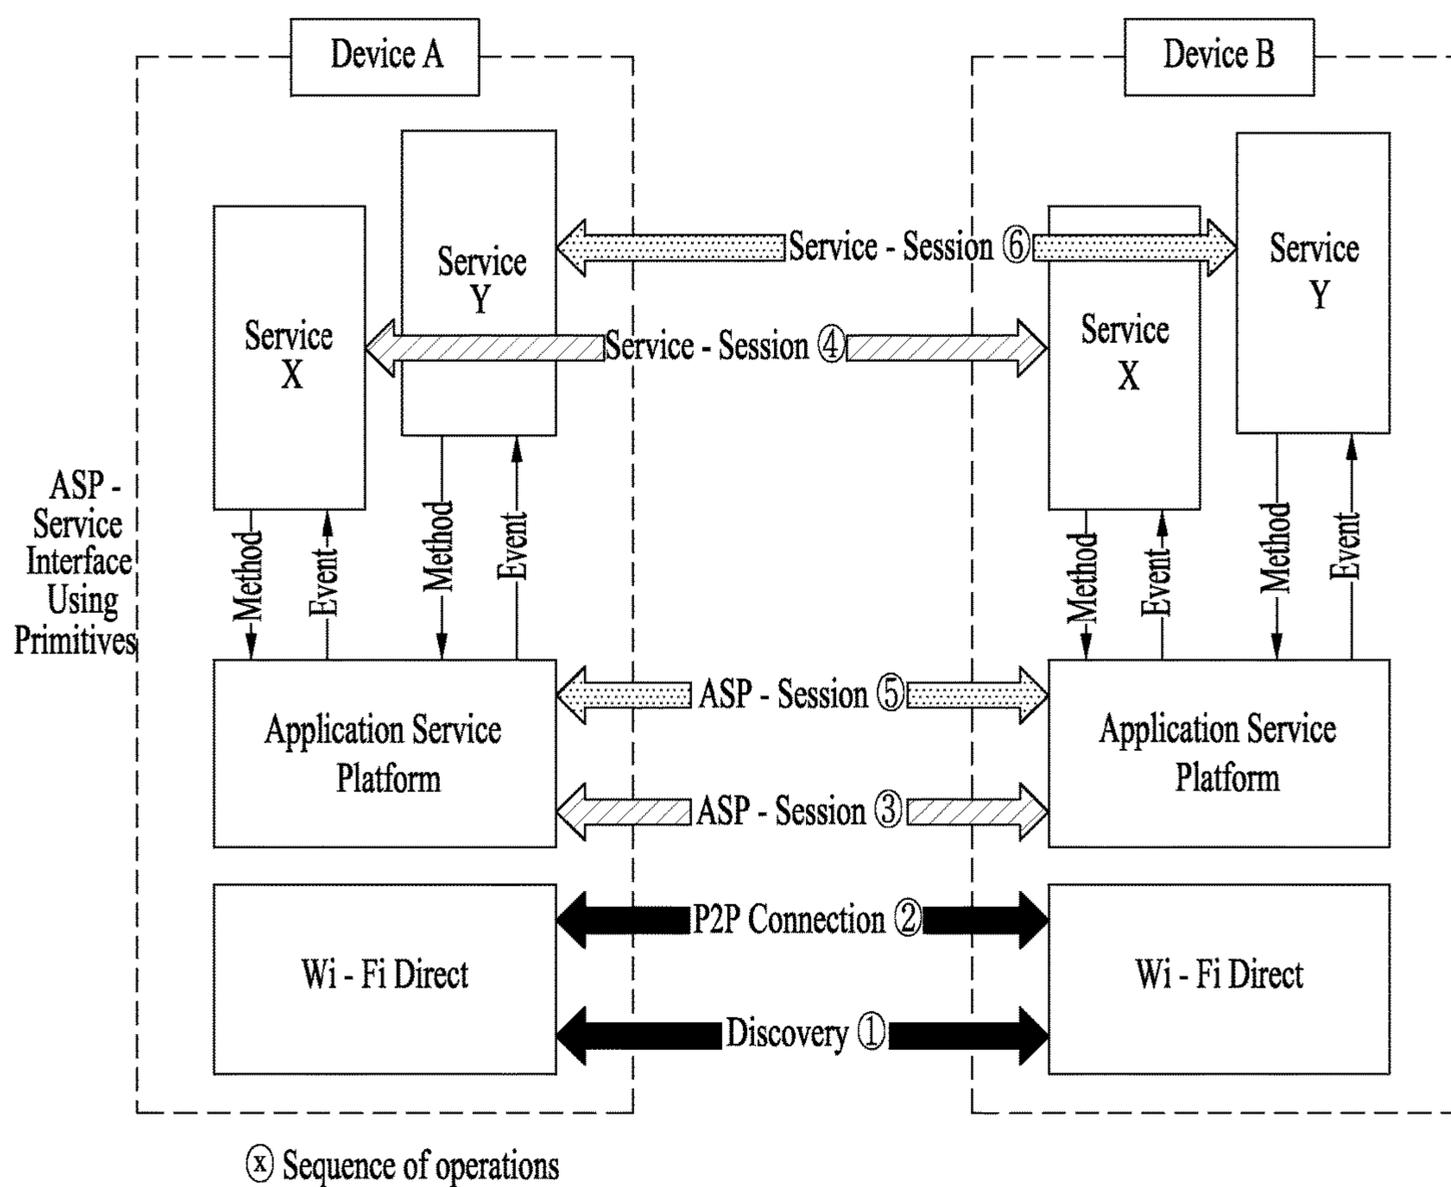 Device A
Device B
Service - Session ⑥
Service
Y
Service
Y
Service - Session ④
Service
X
Service
X
ASP -
Service
Interface
Using
Primitives
Method
Event
Method
Event
Method
Event
Method
Event
ASP - Session ⑤
Application Service
Platform
Application Service
Platform
ASP - Session ③
P2P Connection ②
Wi - Fi Direct
Wi - Fi Direct
Discovery ①
ⓧ Sequence of operations